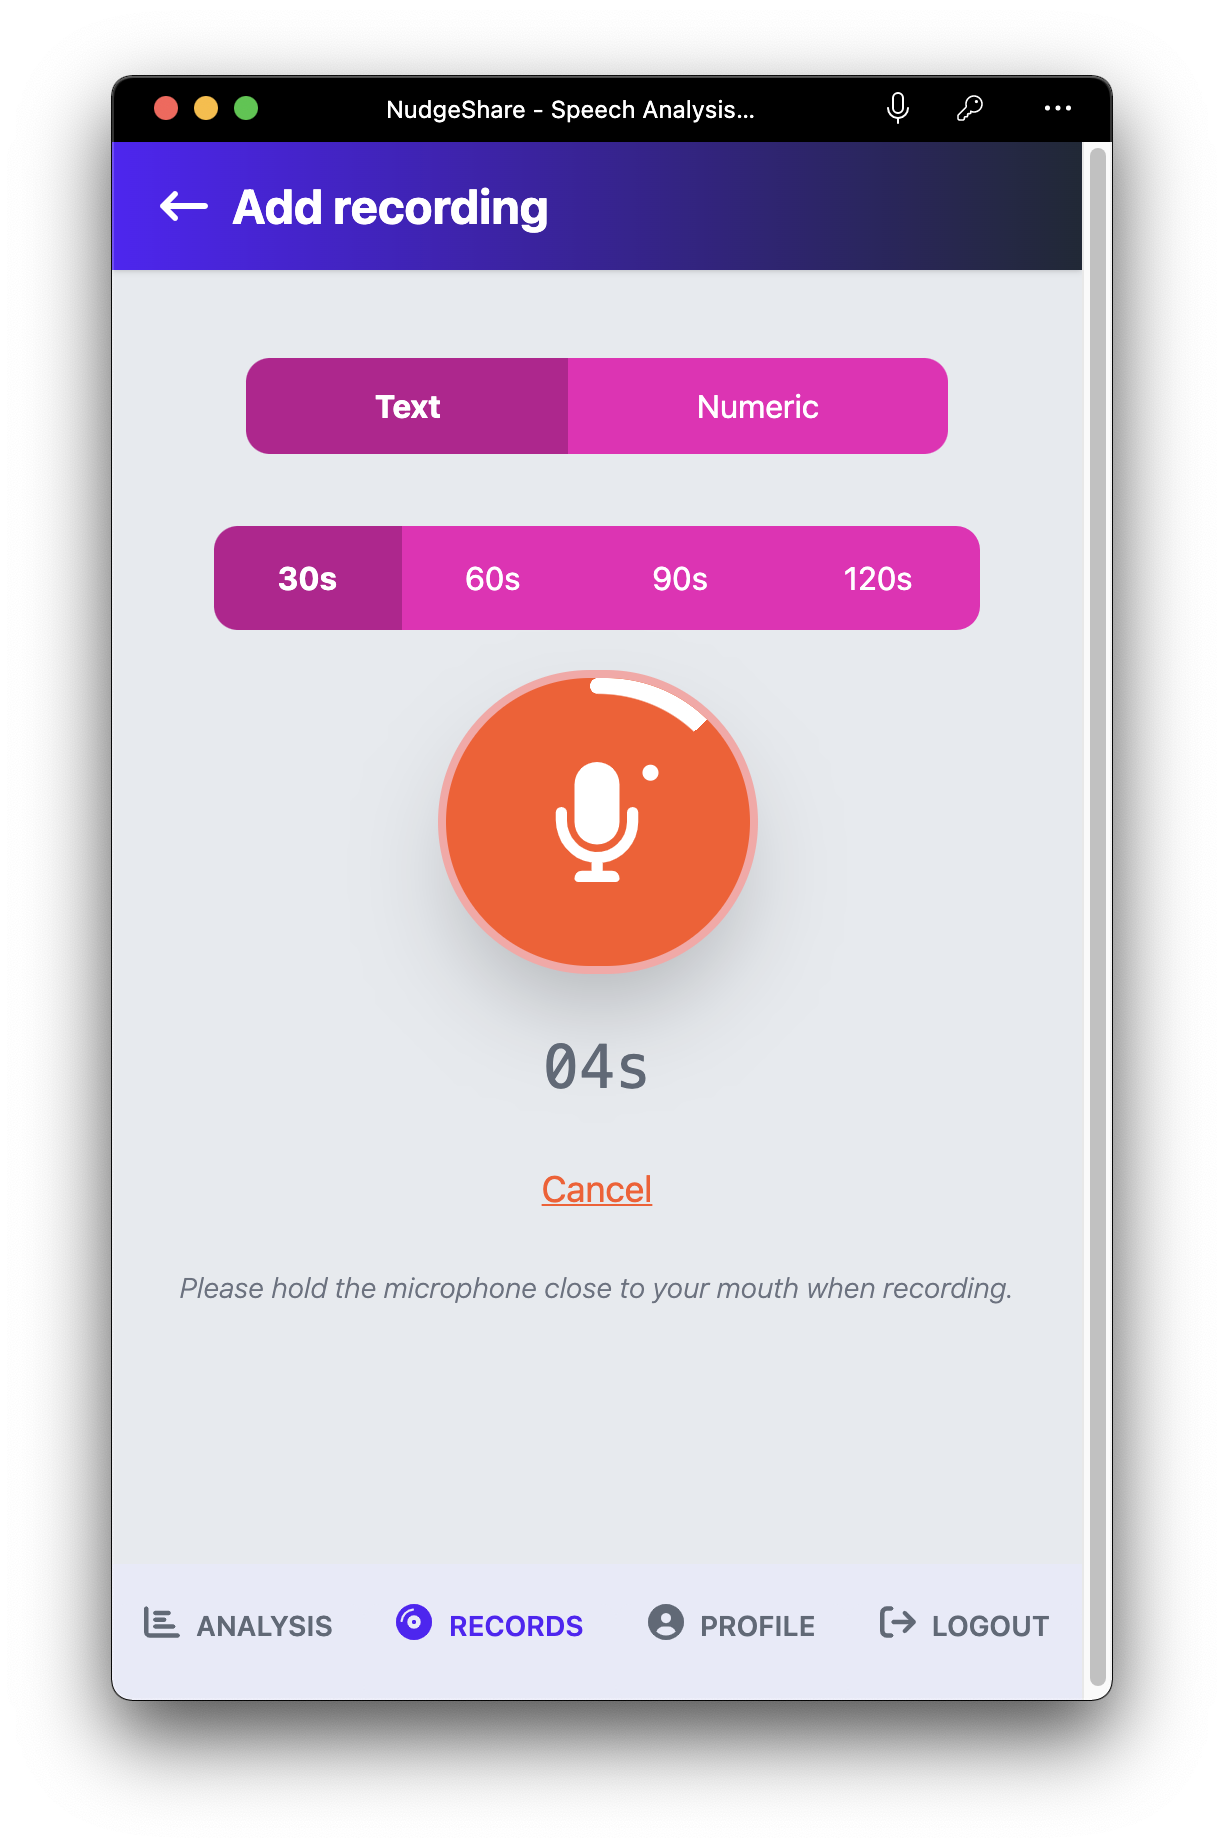 NudgeShare - Speech Analysis...
Add recording
Text Numeric
30s 60s 90s 120s
04s
Cancel
Please hold the microphone close to your mouth when recording.
ANALYSIS RECORDS PROFILE LOGOUT